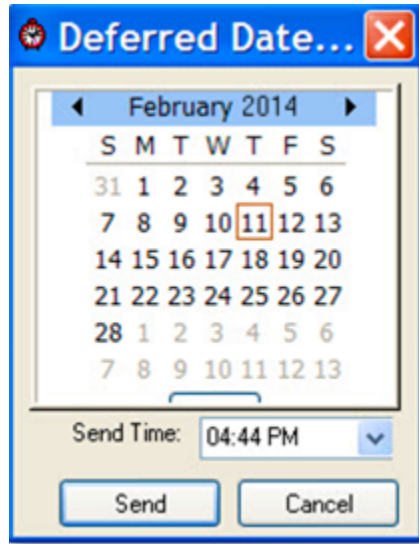 Deferred Date...
February 2014
S M T W T F S
31 1 2 3 4 5 6
7 8 9 10 11 12 13
14 15 16 17 18 19 20
21 22 23 24 25 26 27
28 1 2 3 4 5 6
7 8 9 10 11 12 13
Send Time: 04:44 PM
Send Cancel